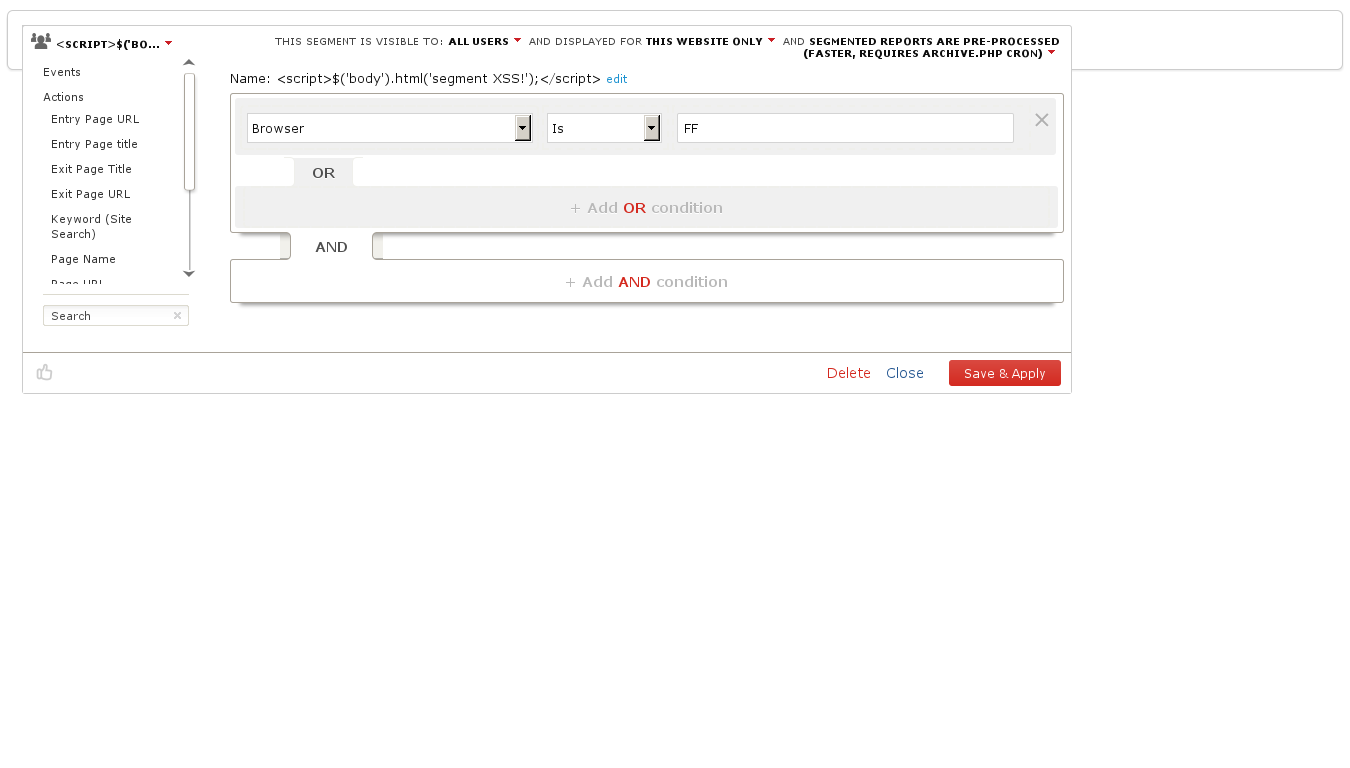 <SCRIPT>$('BO...
THIS SEGMENT IS VISIBLE TO: ALL USERS AND DISPLAYED FOR THIS WEBSITE ONLY AND SEGMENTED REPORTS ARE PRE-PROCESSED
(FASTER, REQUIRES ARCHIVE.PHP CRON)
Events
Actions
Entry Page URL
Entry Page title
Exit Page Title
Exit Page URL
Keyword (Site
Search)
Page Name
Page URL
Search
Name: <script>$('body').html('segment XSS!');</script> edit
Browser Is FF
OR
+ Add OR condition
AND
+ Add AND condition
Delete Close Save & Apply